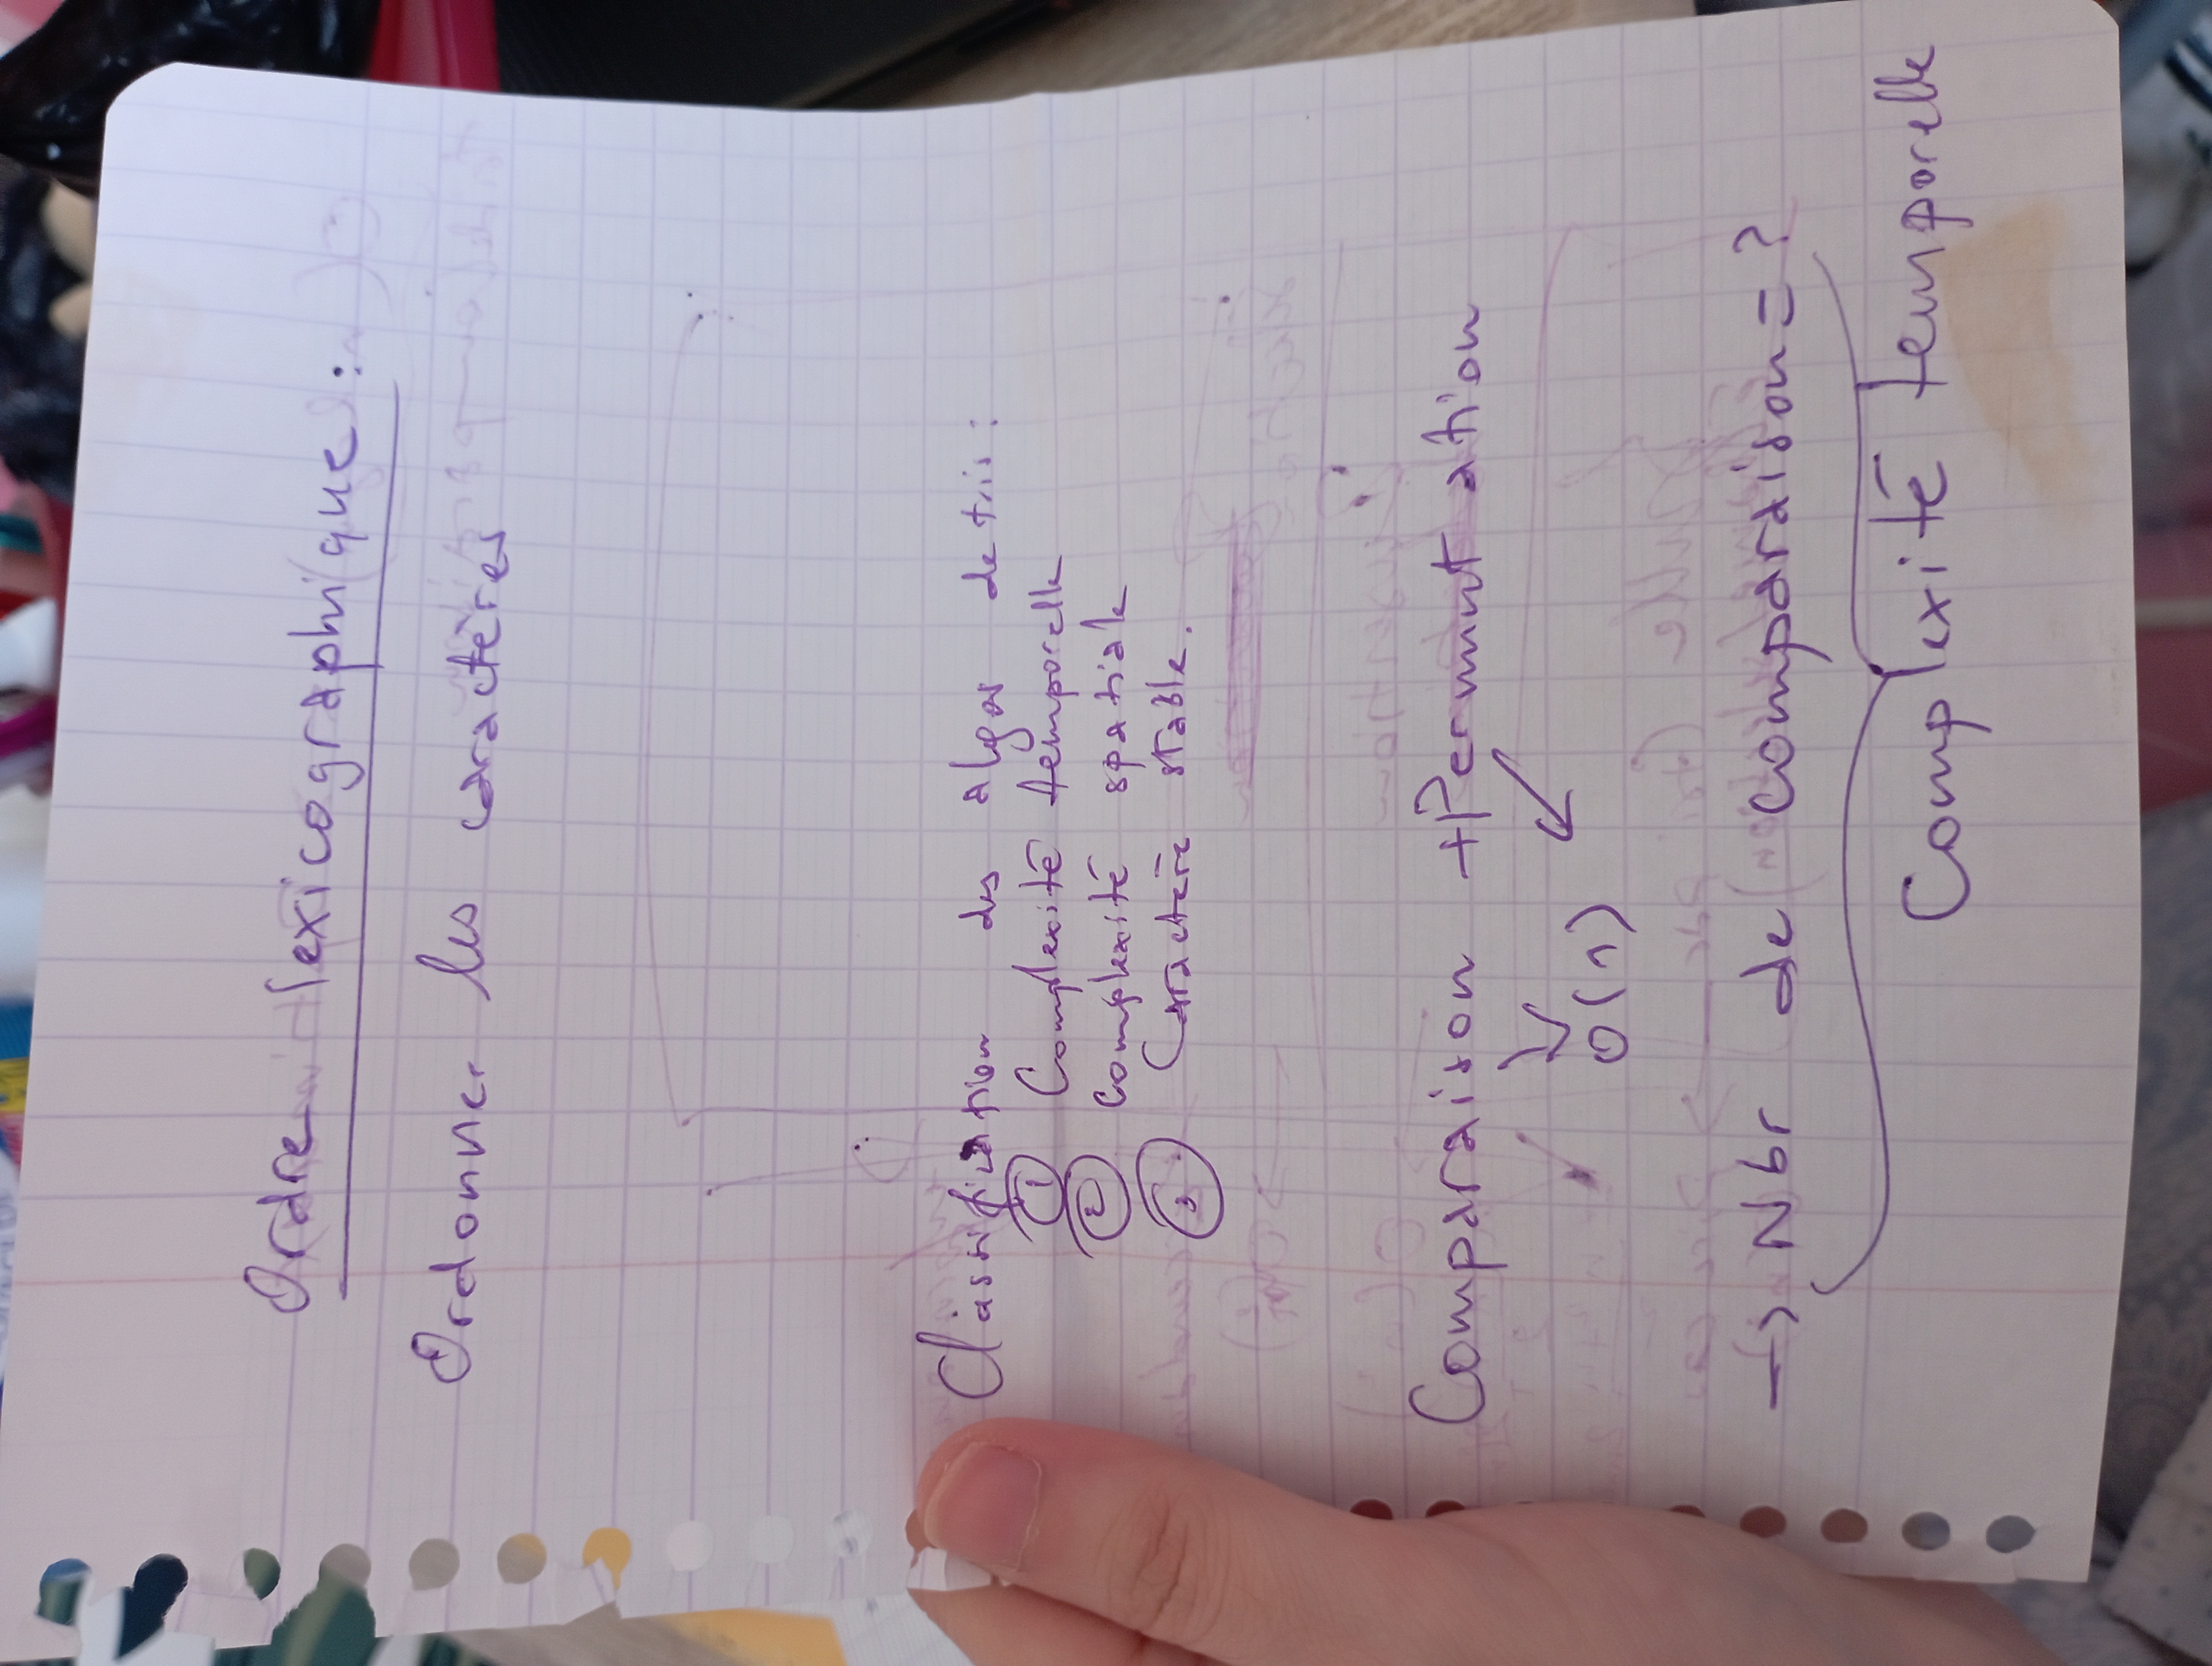 Ordre lexicographique :
Ordonner les caractères
Classification des algos de tris :
1 Complexité temporelle
2 Complexité spatiale
3 Caractère stable.
Comparaison + Permutation
O(1)
→ Nbr de comparaison = ?
Complexité temporelle